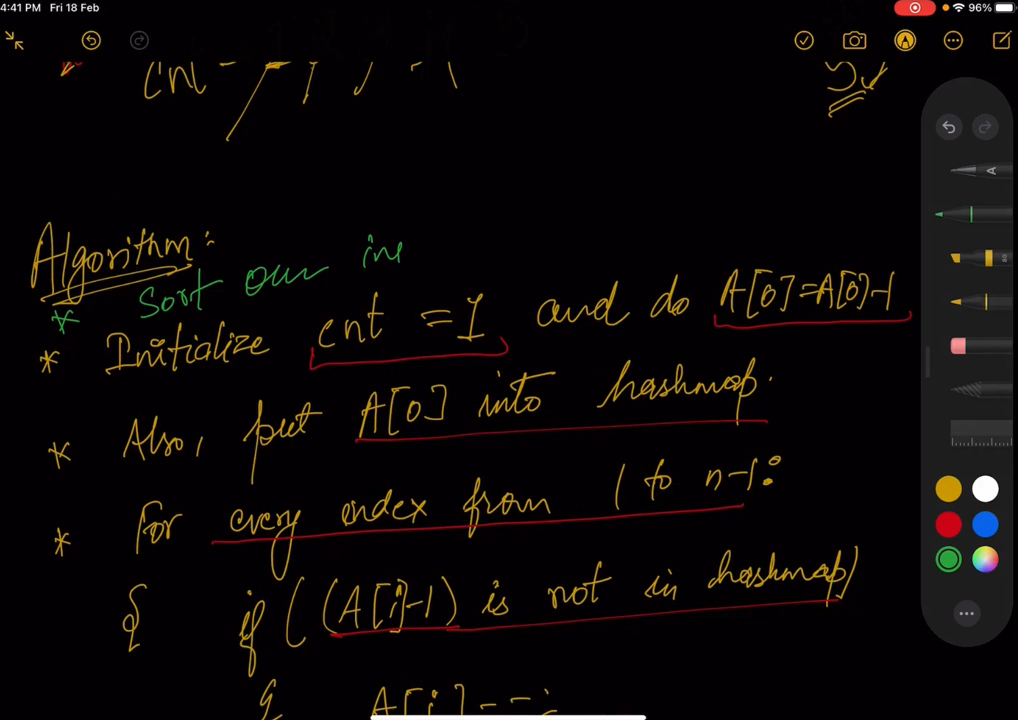 4:41 PM Fri 18 Feb
96%
cnt
Algorithm:
* Sort our in
* Initialize cnt = 1 and do A[0]=A[0]-1
* Also, put A[0] into hashmap.
* For every index from 1 to n-1:
{ if ((A[i]-1) is not in hashmap)
{ A[i]--;